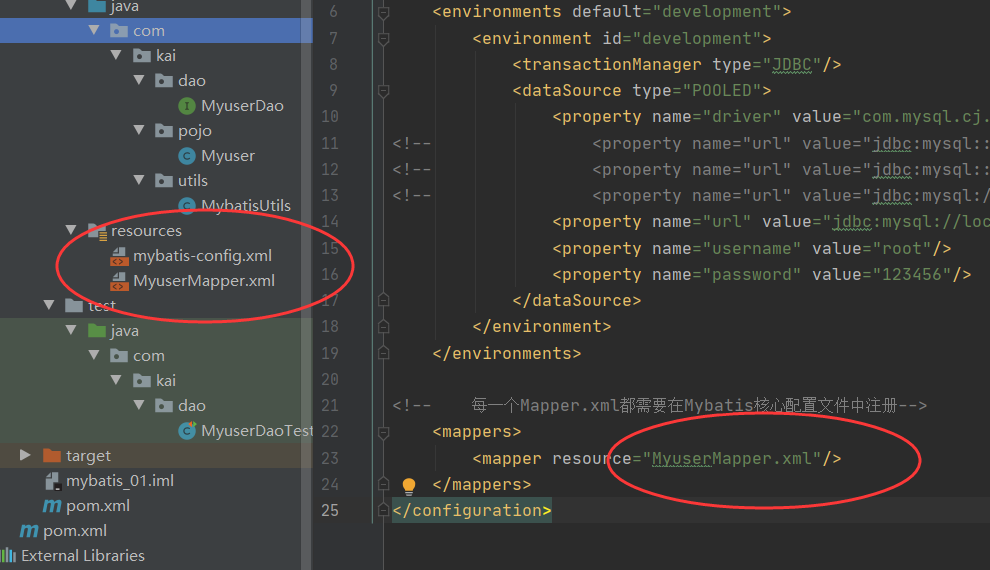 java
com
kai
dao
MyuserDao
pojo
Myuser
utils
MybatisUtils
resources
mybatis-config.xml
MyuserMapper.xml
test
java
com
kai
dao
MyuserDaoTest
target
mybatis_01.iml
pom.xml
pom.xml
External Libraries
6 <environments default="development">
7 <environment id="development">
8 <transactionManager type="JDBC"/>
9 <dataSource type="POOLED">
10 <property name="driver" value="com.mysql.cj.
11 <!-- <property name="url" value="jdbc:mysql::
12 <!-- <property name="url" value="jdbc:mysql::
13 <!-- <property name="url" value="jdbc:mysql:/
14 <property name="url" value="jdbc:mysql://loc
15 <property name="username" value="root"/>
16 <property name="password" value="123456"/>
17 </dataSource>
18 </environment>
19 </environments>
20
21 <!-- 每一个Mapper.xml都需要在Mybatis核心配置文件中注册-->
22 <mappers>
23 <mapper resource="MyuserMapper.xml"/>
24 </mappers>
25 </configuration>